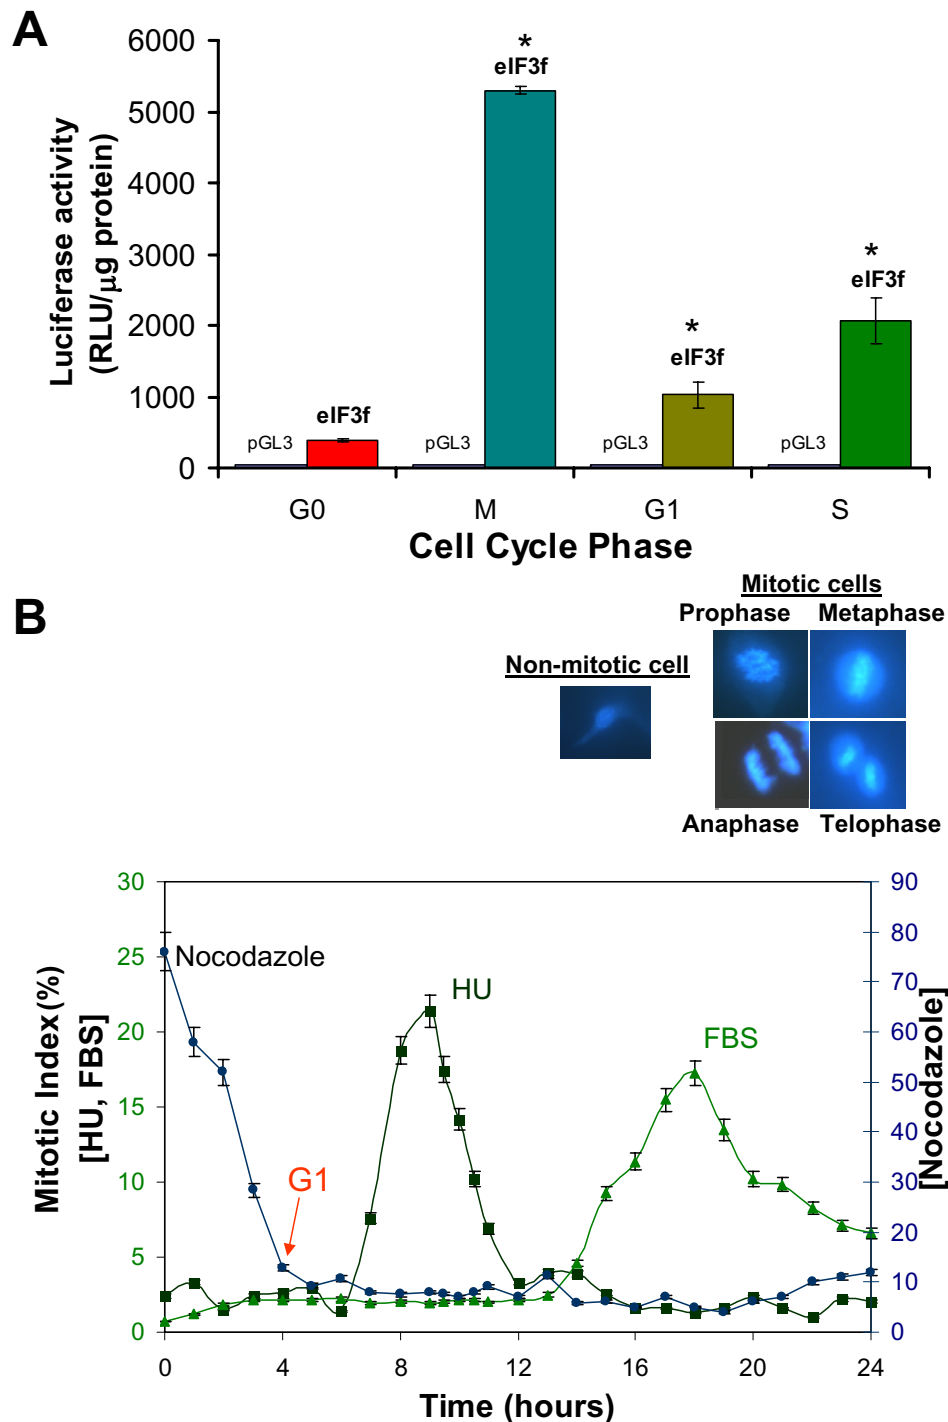 A
6000
5000
4000
3000
2000
1000
0
Luciferase activity
(RLU/µg protein)
pGL3
eIF3f
pGL3
*
eIF3f
pGL3
*
eIF3f
pGL3
*
eIF3f
G0
M
G1
S
Cell Cycle Phase
B
Mitotic cells
Prophase
Metaphase
Non-mitotic cell
Anaphase
Telophase
30
25
20
15
10
5
0
Mitotic Index (%)
[HU, FBS]
Nocodazole
HU
FBS
G1
90
80
70
60
50
40
30
20
10
0
[Nocodazole]
0
4
8
12
16
20
24
Time (hours)